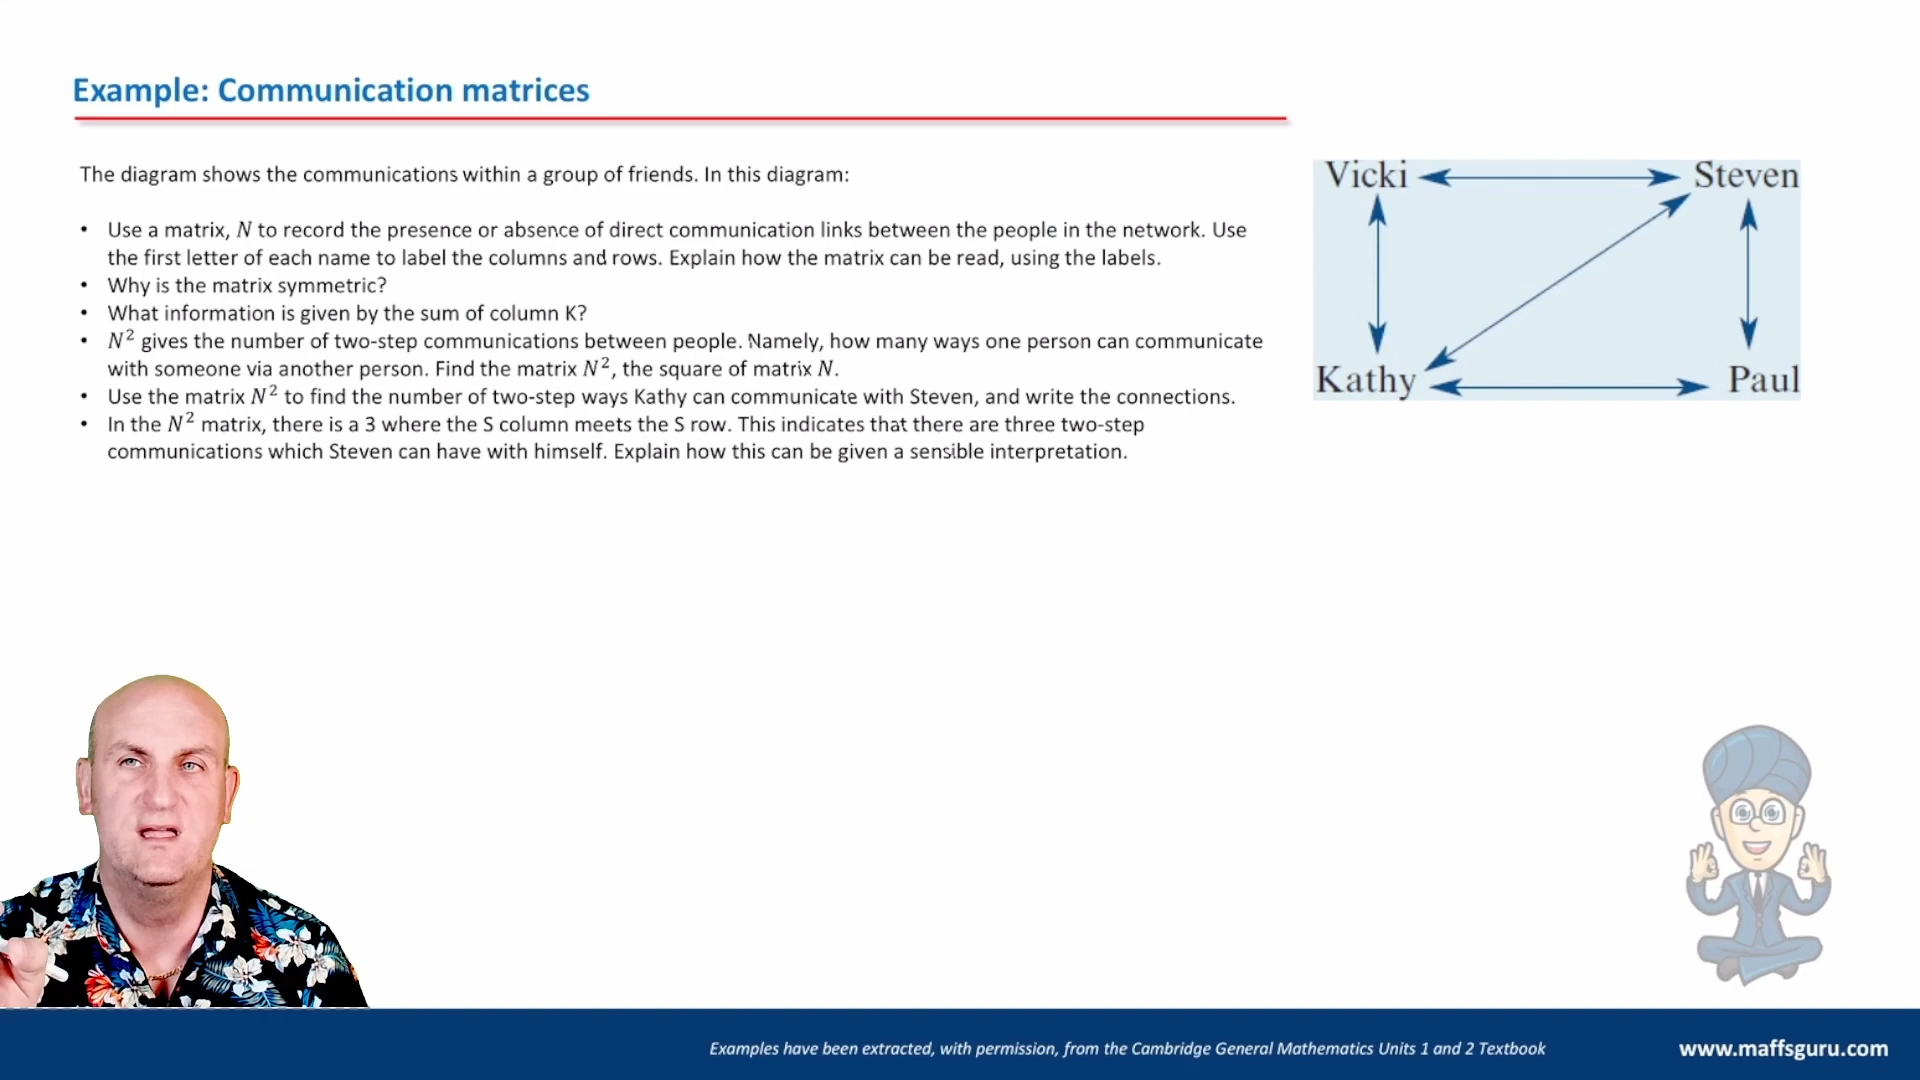 Example: Communication matrices
The diagram shows the communications within a group of friends. In this diagram:
• Use a matrix, N to record the presence or absence of direct communication links between the people in the network. Use
the first letter of each name to label the columns and rows. Explain how the matrix can be read, using the labels.
• Why is the matrix symmetric?
• What information is given by the sum of column K?
• N² gives the number of two-step communications between people. Namely, how many ways one person can communicate
with someone via another person. Find the matrix N², the square of matrix N.
• Use the matrix N² to find the number of two-step ways Kathy can communicate with Steven, and write the connections.
• In the N² matrix, there is a 3 where the S column meets the S row. This indicates that there are three two-step
communications which Steven can have with himself. Explain how this can be given a sensible interpretation.
Vicki Steven
Kathy Paul
Examples have been extracted, with permission, from the Cambridge General Mathematics Units 1 and 2 Textbook
www.maffsguru.com